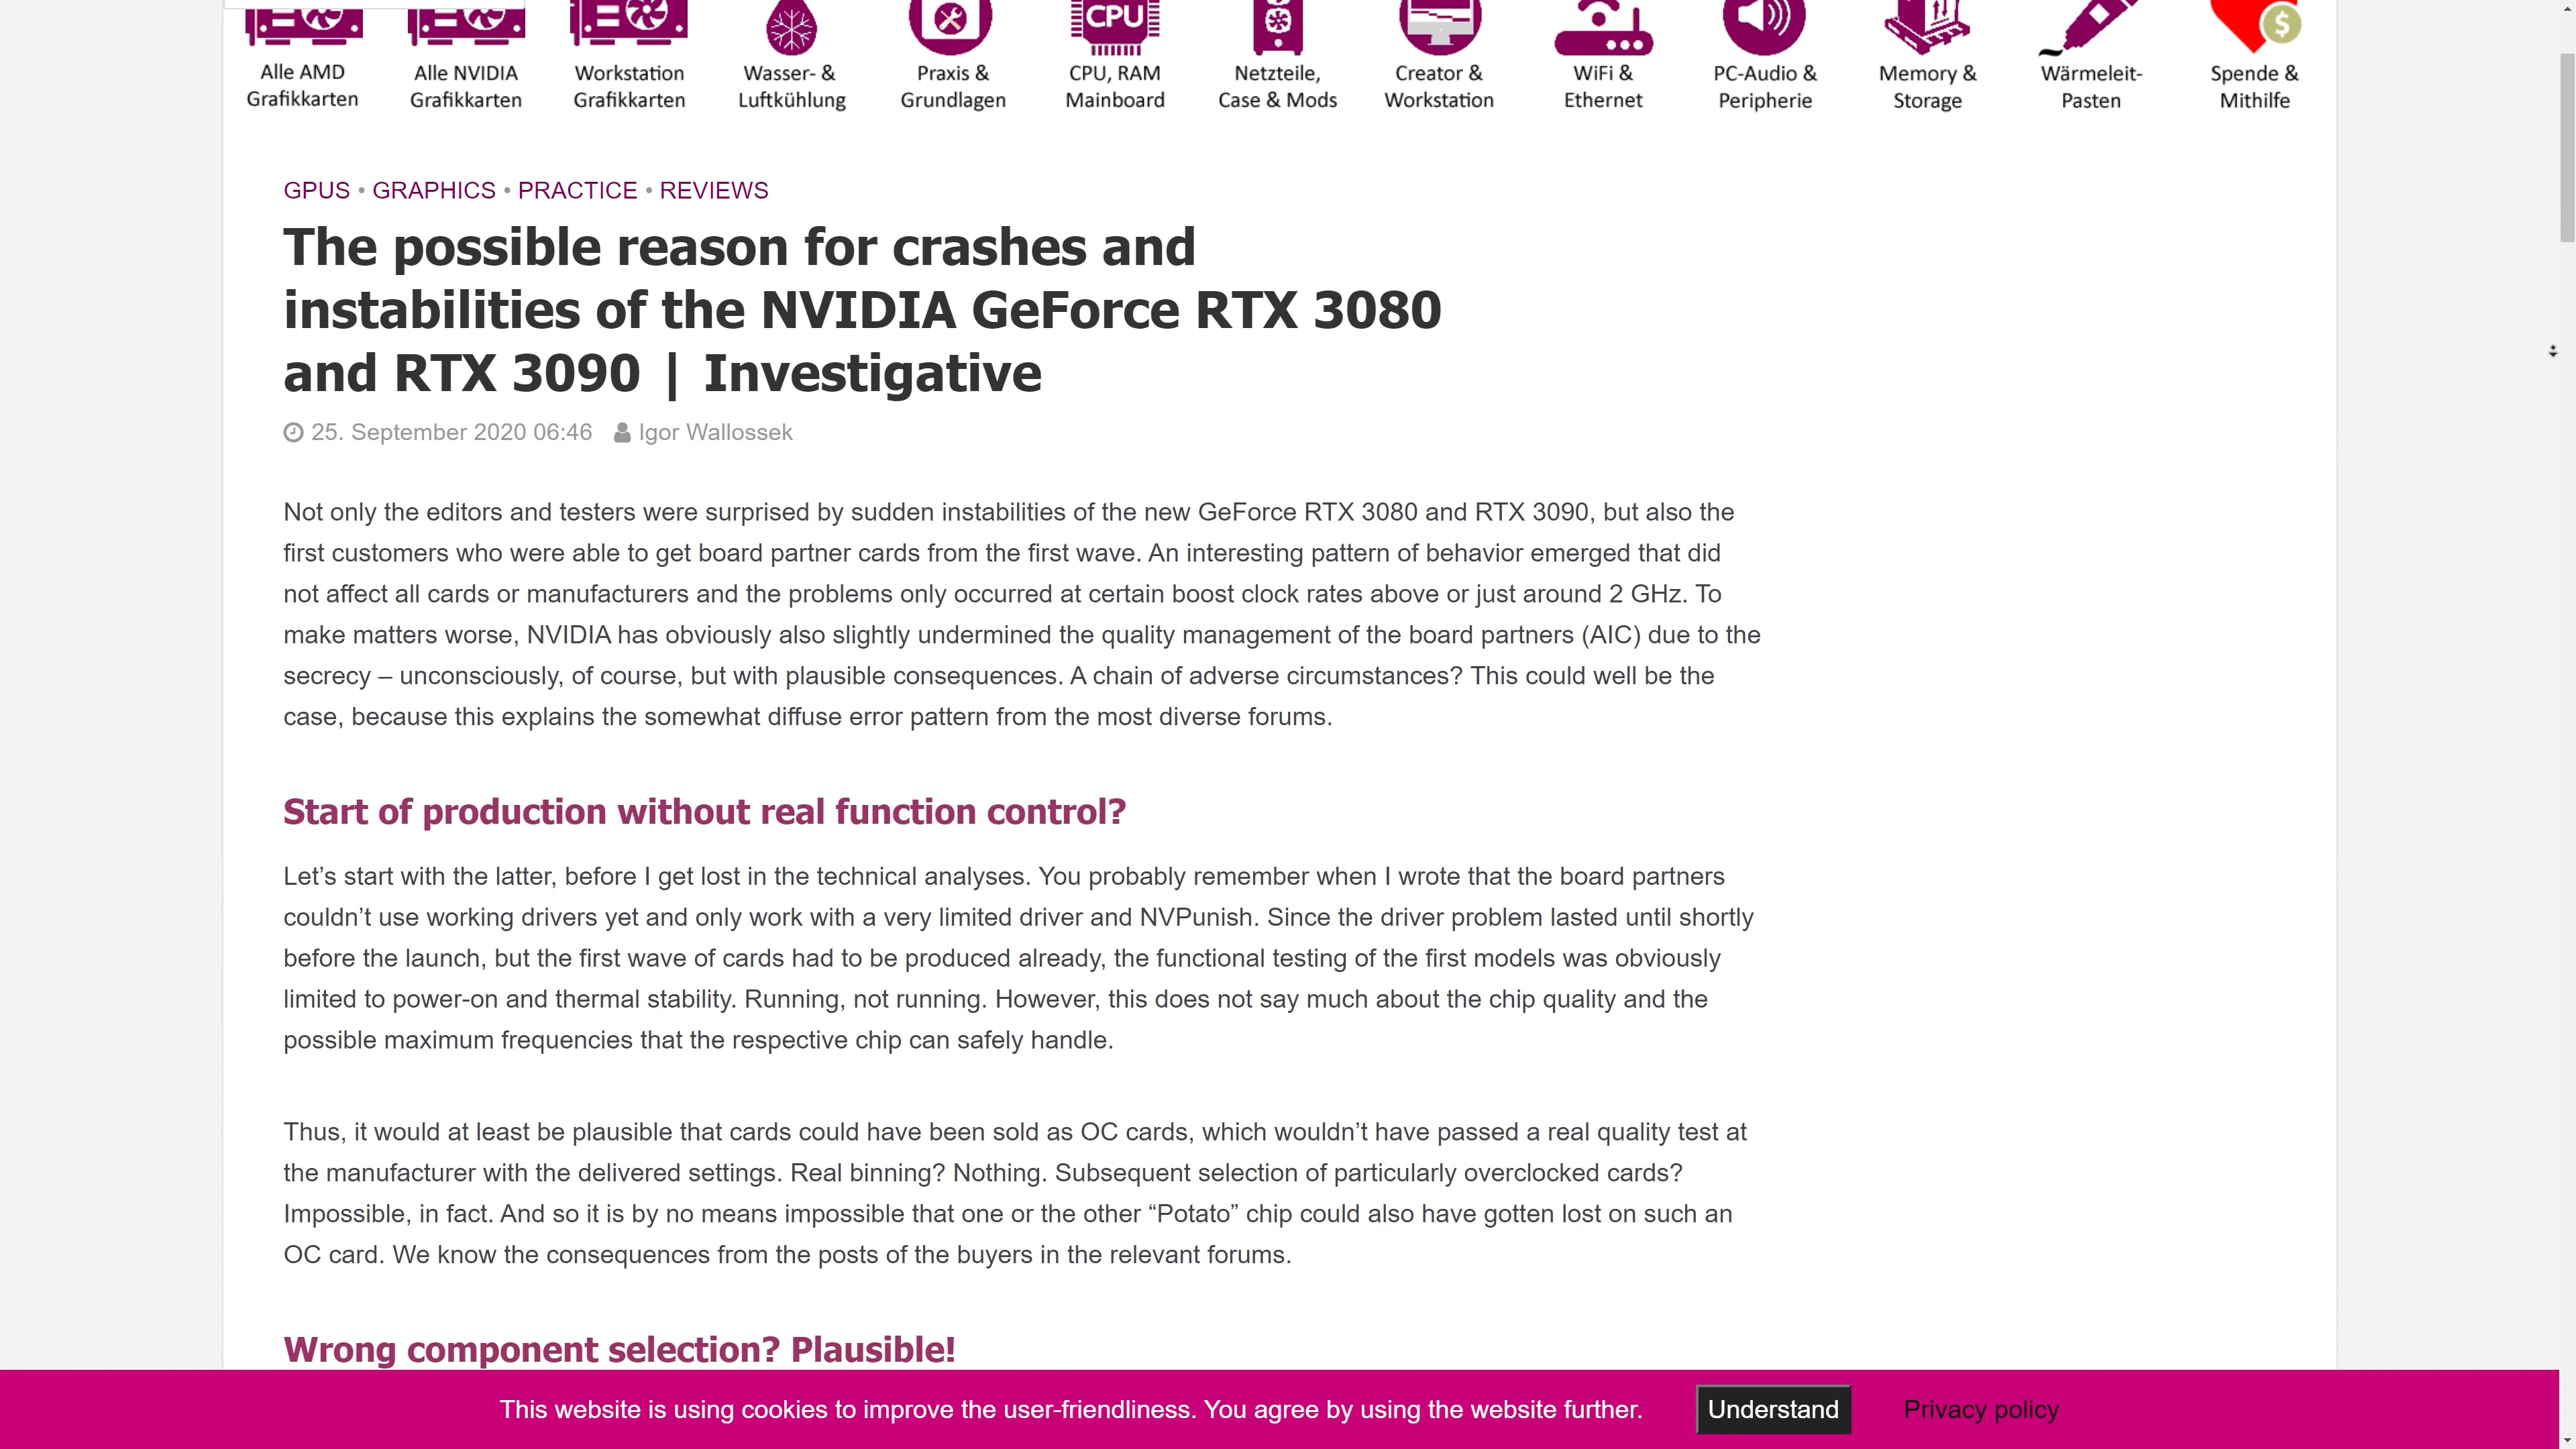 CPU
$
Alle AMD
Grafikkarten
Alle NVIDIA
Grafikkarten
Workstation
Grafikkarten
Wasser- &
Luftkühlung
Praxis &
Grundlagen
CPU, RAM
Mainboard
Netzteile,
Case & Mods
Creator &
Workstation
WiFi &
Ethernet
PC-Audio &
Peripherie
Memory &
Storage
Wärmeleit-
Pasten
Spende &
Mithilfe
GPUS • GRAPHICS • PRACTICE • REVIEWS
The possible reason for crashes and
instabilities of the NVIDIA GeForce RTX 3080
and RTX 3090 | Investigative
25. September 2020 06:46 Igor Wallossek
Not only the editors and testers were surprised by sudden instabilities of the new GeForce RTX 3080 and RTX 3090, but also the
first customers who were able to get board partner cards from the first wave. An interesting pattern of behavior emerged that did
not affect all cards or manufacturers and the problems only occurred at certain boost clock rates above or just around 2 GHz. To
make matters worse, NVIDIA has obviously also slightly undermined the quality management of the board partners (AIC) due to the
secrecy – unconsciously, of course, but with plausible consequences. A chain of adverse circumstances? This could well be the
case, because this explains the somewhat diffuse error pattern from the most diverse forums.
Start of production without real function control?
Let’s start with the latter, before I get lost in the technical analyses. You probably remember when I wrote that the board partners
couldn’t use working drivers yet and only work with a very limited driver and NVPunish. Since the driver problem lasted until shortly
before the launch, but the first wave of cards had to be produced already, the functional testing of the first models was obviously
limited to power-on and thermal stability. Running, not running. However, this does not say much about the chip quality and the
possible maximum frequencies that the respective chip can safely handle.
Thus, it would at least be plausible that cards could have been sold as OC cards, which wouldn’t have passed a real quality test at
the manufacturer with the delivered settings. Real binning? Nothing. Subsequent selection of particularly overclocked cards?
Impossible, in fact. And so it is by no means impossible that one or the other “Potato” chip could also have gotten lost on such an
OC card. We know the consequences from the posts of the buyers in the relevant forums.
Wrong component selection? Plausible!
This website is using cookies to improve the user-friendliness. You agree by using the website further. Understand Privacy policy